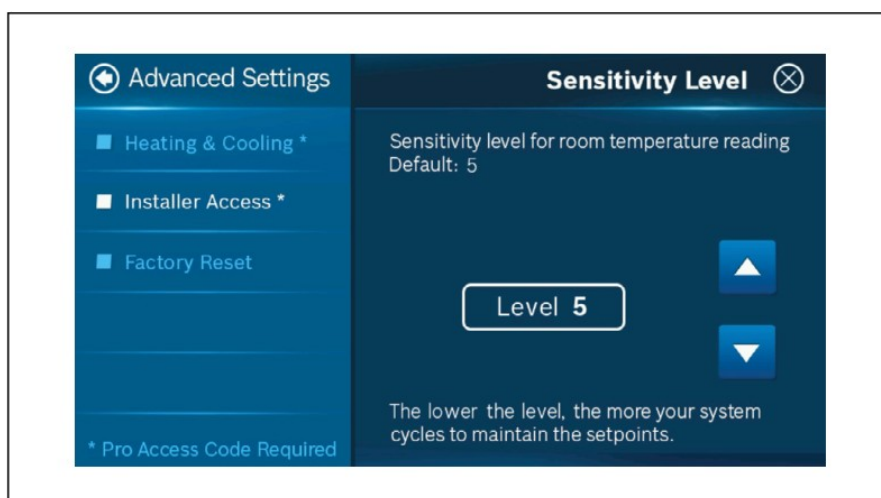 Advanced Settings
Heating & Cooling *
Installer Access *
Factory Reset
* Pro Access Code Required
Sensitivity Level
Sensitivity level for room temperature reading
Default: 5
Level 5
The lower the level, the more your system
cycles to maintain the setpoints.